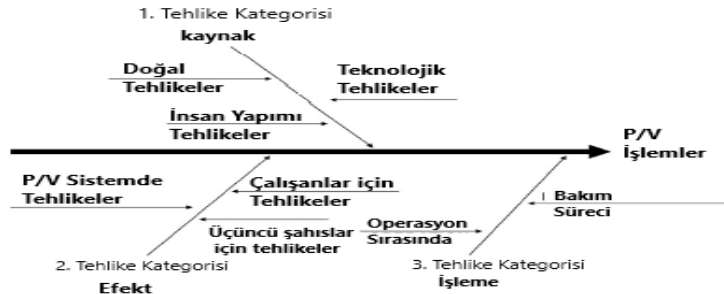 1. Tehlike Kategorisi
kaynak
Doğal
Tehlikeler
Teknolojik
Tehlikeler
İnsan Yapımı
Tehlikeler
P/V
İşlemler
P/V Sistemde
Tehlikeler
Çalışanlar için
Tehlikeler
Üçüncü şahıslar
için tehlikeler
Operasyon
Sırasında
Bakım
Süreci
2. Tehlike Kategorisi
Efekt
3. Tehlike Kategorisi
İşleme